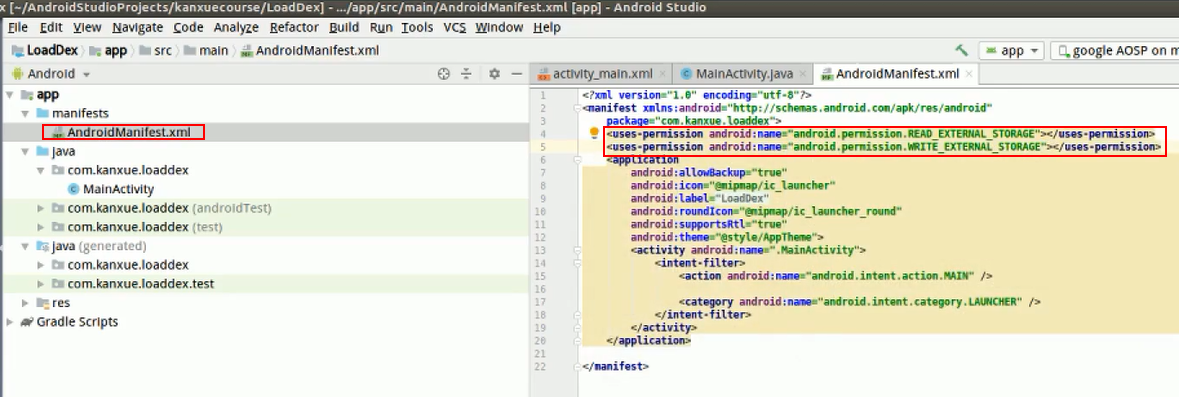 x [~/AndroidStudioProjects/kanxuecourse/LoadDex] - .../app/src/main/AndroidManifest.xml [app] - Android Studio
File Edit View Navigate Code Analyze Refactor Build Run Tools VCS Window Help
LoadDex app src main AndroidManifest.xml
app google AOSP on m
Android
app
manifests
AndroidManifest.xml
java
com.kanxue.loaddex
MainActivity
com.kanxue.loaddex (androidTest)
com.kanxue.loaddex (test)
java (generated)
com.kanxue.loaddex
com.kanxue.loaddex.test
res
Gradle Scripts
activity_main.xml MainActivity.java AndroidManifest.xml
1 <?xml version="1.0" encoding="utf-8"?>
2 <manifest xmlns:android="http://schemas.android.com/apk/res/android"
3 package="com.kanxue.loaddex">
4 <uses-permission android:name="android.permission.READ_EXTERNAL_STORAGE"></uses-permission>
5 <uses-permission android:name="android.permission.WRITE_EXTERNAL_STORAGE"></uses-permission>
6 <application
7 android:allowBackup="true"
8 android:icon="@mipmap/ic_launcher"
9 android:label="LoadDex"
10 android:roundIcon="@mipmap/ic_launcher_round"
11 android:supportsRtl="true"
12 android:theme="@style/AppTheme">
13 <activity android:name=".MainActivity">
14 <intent-filter>
15 <action android:name="android.intent.action.MAIN" />
16
17 <category android:name="android.intent.category.LAUNCHER" />
18 </intent-filter>
19 </activity>
20 </application>
21
22 </manifest>